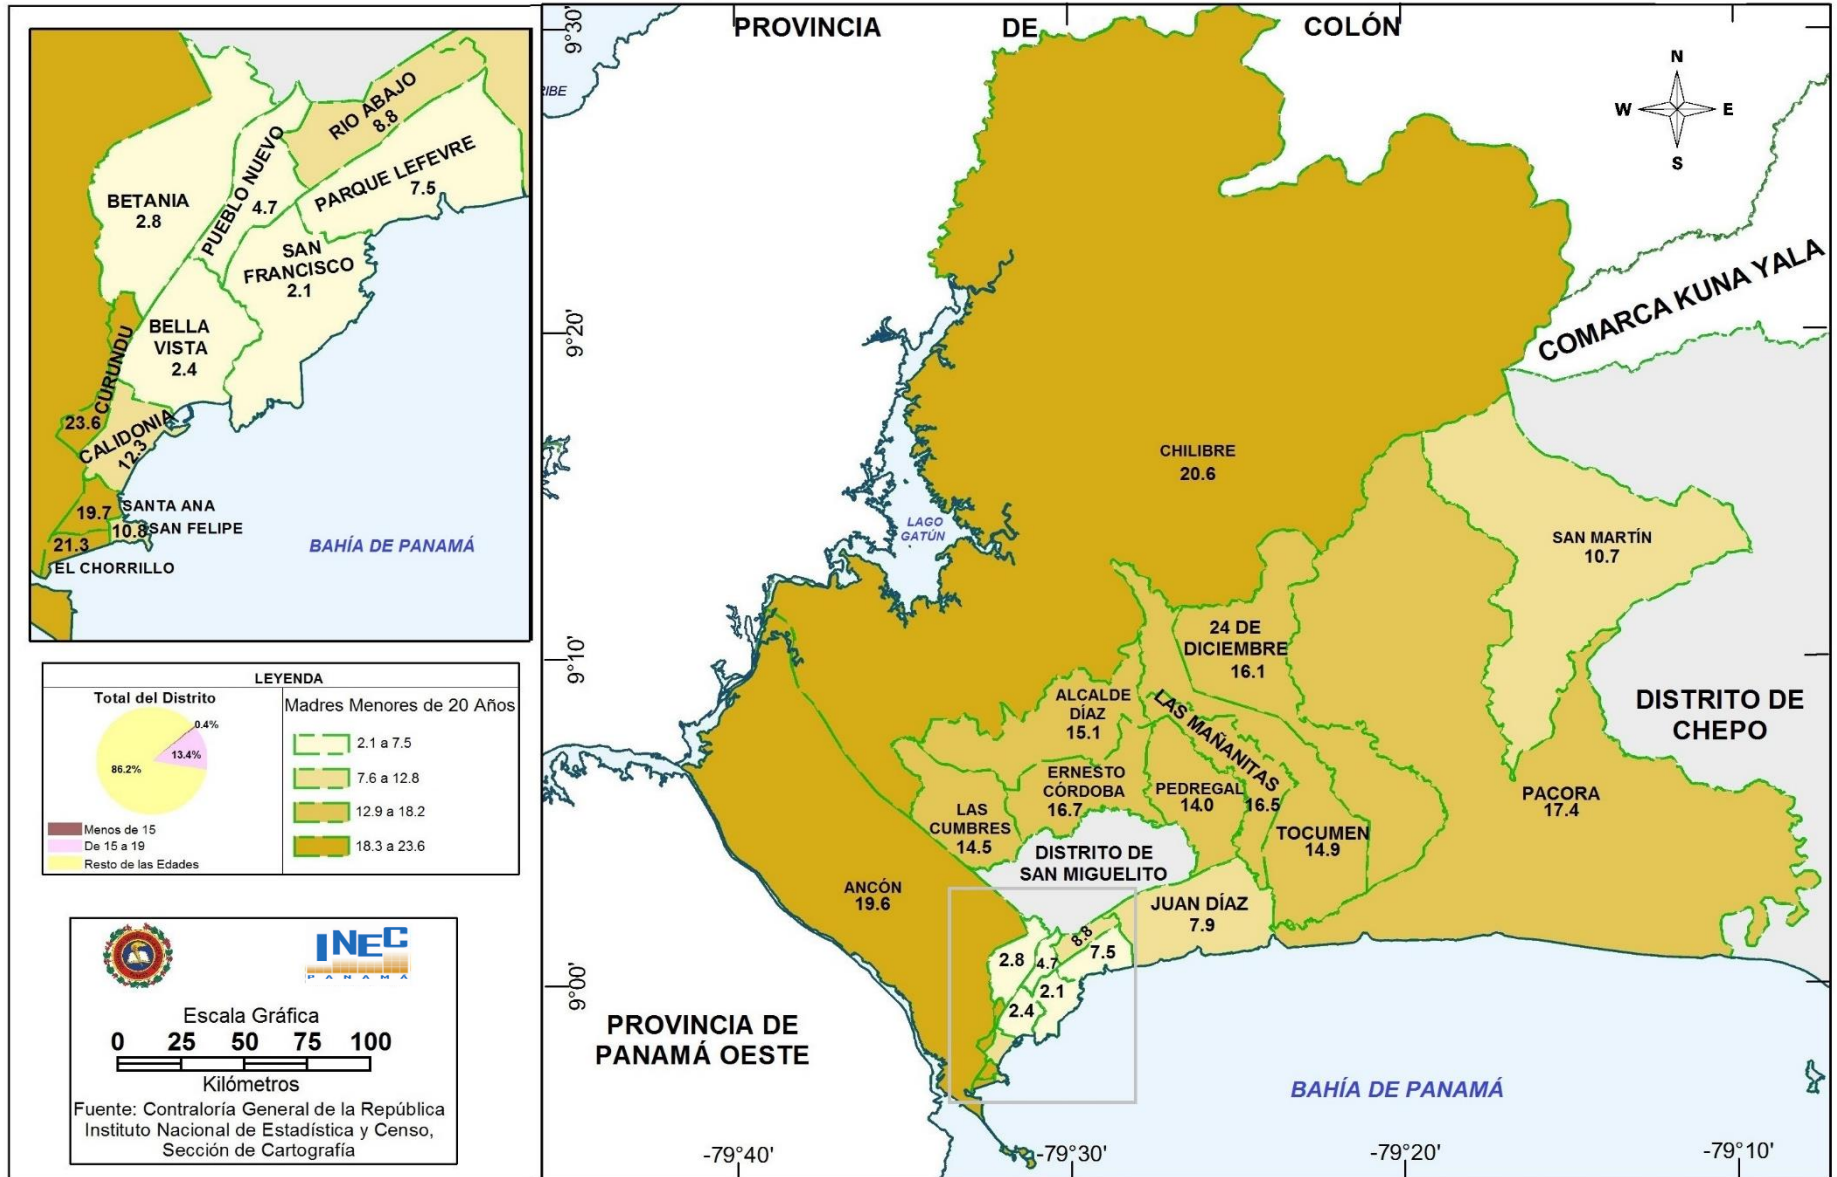 RIO ABAJO
8.8
PUEBLO NUEVO
4.7
PARQUE LEFEVRE
7.5
BETANIA
2.8
SAN
FRANCISCO
2.1
BELLA
VISTA
2.4
CURUNDU
23.6
CALIDONIA
12.3
19.7
SANTA ANA
10.8
SAN FELIPE
21.3
EL CHORRILLO
BAHÍA DE PANAMÁ
LEYENDA
Total del Distrito
0.4%
13.4%
86.2%
Menos de 15
De 15 a 19
Resto de las Edades
Madres Menores de 20 Años
2.1 a 7.5
7.6 a 12.8
12.9 a 18.2
18.3 a 23.6
INEC
PANAMÁ
Escala Gráfica
0 25 50 75 100
Kilómetros
Fuente: Contraloría General de la República
Instituto Nacional de Estadística y Censo,
Sección de Cartografía
PROVINCIA DE COLÓN
9°30'
9°20'
9°10'
9°00'
RIBE
N
W E
S
COMARCA KUNA YALA
CHILIBRE
20.6
LAGO
GATÚN
SAN MARTÍN
10.7
24 DE
DICIEMBRE
16.1
ALCALDE
DÍAZ
15.1
LAS MAÑANITAS
16.5
DISTRITO DE
CHEPO
ERNESTO
CÓRDOBA
16.7
PEDREGAL
14.0
PACORA
17.4
LAS
CUMBRES
14.5
TOCUMEN
14.9
DISTRITO DE
SAN MIGUELITO
ANCÓN
19.6
JUAN DÍAZ
7.9
8.8
7.5
2.8
4.7
2.1
2.4
PROVINCIA DE
PANAMÁ OESTE
BAHÍA DE PANAMÁ
-79°40' -79°30' -79°20' -79°10'